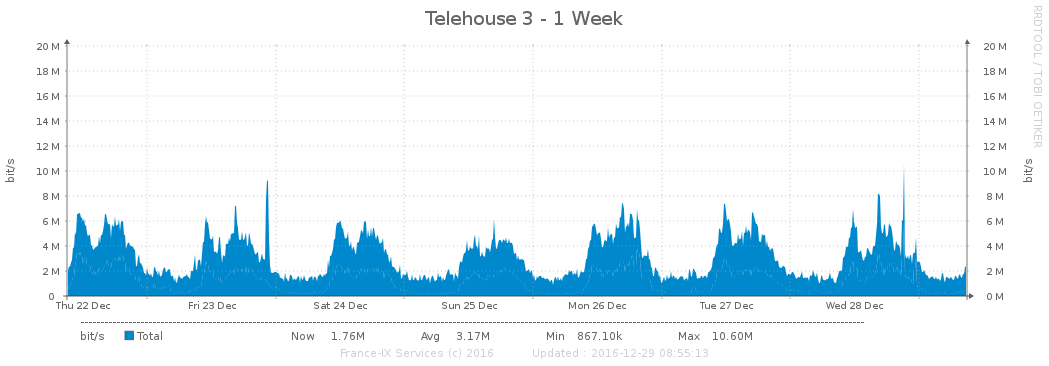 Telehouse 3 - 1 Week
RRDTOOL / TOBI OETIKER
bit/s
20 M 20 M
18 M 18 M
16 M 16 M
14 M 14 M
12 M 12 M
10 M 10 M
8 M 8 M
6 M 6 M
4 M 4 M
2 M 2 M
0 0 M
bit/s
Thu 22 Dec Fri 23 Dec Sat 24 Dec Sun 25 Dec Mon 26 Dec Tue 27 Dec Wed 28 Dec
bit/s Total Now 1.76M Avg 3.17M Min 867.10k Max 10.60M
France-IX Services (c) 2016 Updated : 2016-12-29 08:55:13